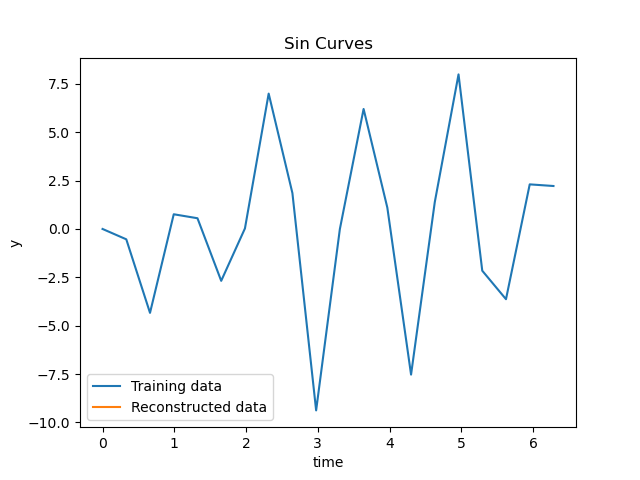 Sin Curves
y
7.5
5.0
2.5
0.0
−2.5
−5.0
−7.5
−10.0
Training data
Reconstructed data
0 1 2 3 4 5 6
time